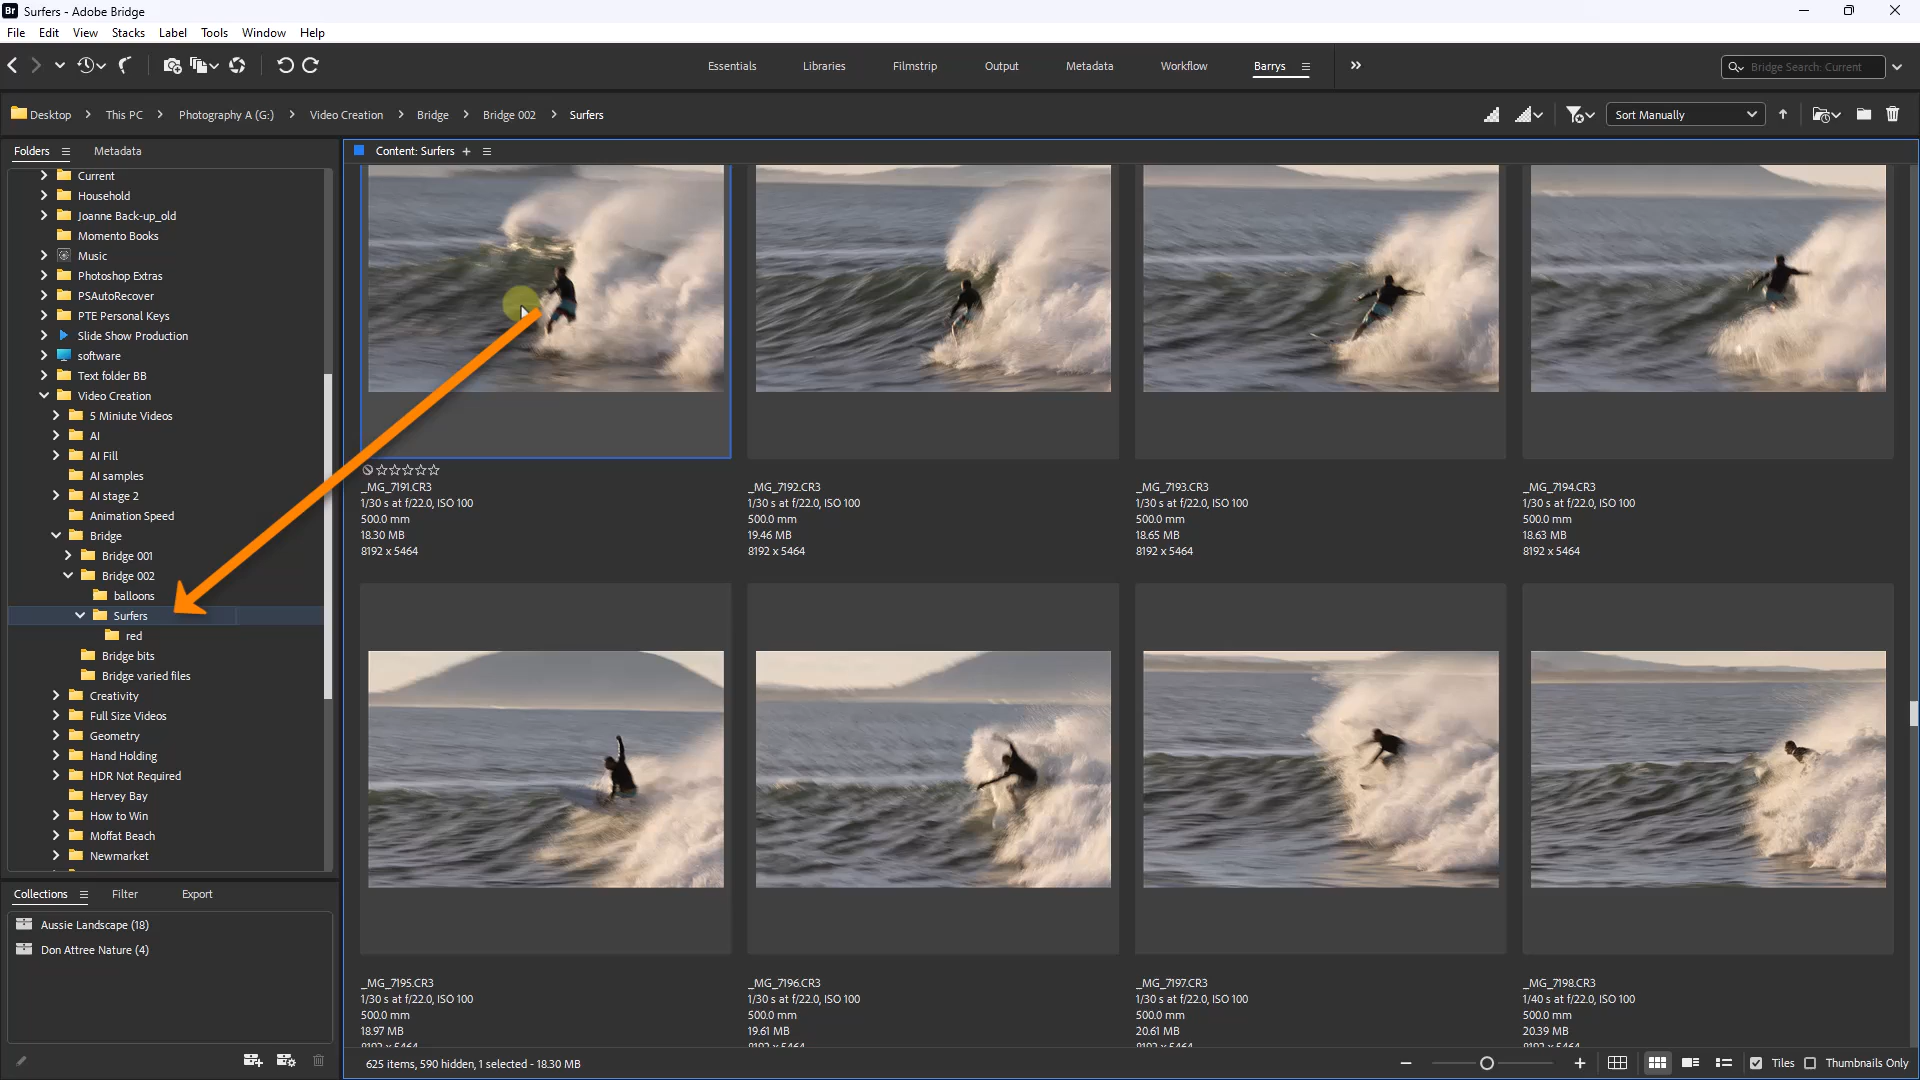 Br Surfers - Adobe Bridge
File Edit View Stacks Label Tools Window Help
Essentials Libraries Filmstrip Output Metadata Workflow Barrys
Bridge Search: Current
Desktop This PC Photography A (G:) Video Creation Bridge Bridge 002 Surfers
Sort Manually
Folders Metadata
Current
Household
Joanne Back-up_old
Momento Books
Music
Photoshop Extras
PSAutoRecover
PTE Personal Keys
Slide Show Production
software
Text folder BB
Video Creation
5 Miniute Videos
AI
AI Fill
AI samples
AI stage 2
Animation Speed
Bridge
Bridge 001
Bridge 002
balloons
Surfers
red
Bridge bits
Bridge varied files
Creativity
Full Size Videos
Geometry
Hand Holding
HDR Not Required
Hervey Bay
How to Win
Moffat Beach
Newmarket
Collections Filter Export
Aussie Landscape (18)
Don Attree Nature (4)
Content: Surfers
_MG_7191.CR3
1/30 s at f/22.0, ISO 100
500.0 mm
18.30 MB
8192 x 5464
_MG_7192.CR3
1/30 s at f/22.0, ISO 100
500.0 mm
19.46 MB
8192 x 5464
_MG_7193.CR3
1/30 s at f/22.0, ISO 100
500.0 mm
18.65 MB
8192 x 5464
_MG_7194.CR3
1/30 s at f/22.0, ISO 100
500.0 mm
18.63 MB
8192 x 5464
_MG_7195.CR3
1/30 s at f/22.0, ISO 100
500.0 mm
18.97 MB
8192 x 5464
_MG_7196.CR3
1/30 s at f/22.0, ISO 100
500.0 mm
19.61 MB
8192 x 5464
_MG_7197.CR3
1/30 s at f/22.0, ISO 100
500.0 mm
20.61 MB
8192 x 5464
_MG_7198.CR3
1/40 s at f/22.0, ISO 100
500.0 mm
20.39 MB
8192 x 5464
625 items, 590 hidden, 1 selected - 18.30 MB
Tiles Thumbnails Only